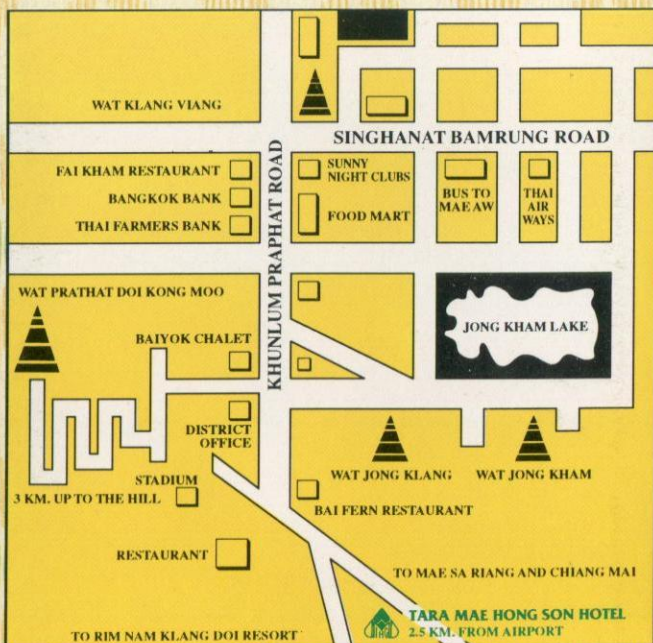 WAT KLANG VIANG
SINGHANAT BAMRUNG ROAD
FAI KHAM RESTAURANT
BANGKOK BANK
THAI FARMERS BANK
KHUNLUM PRAPHAT ROAD
SUNNY
NIGHT CLUBS
FOOD MART
BUS TO
MAE AW
THAI
AIR
WAYS
WAT PRATHAT DOI KONG MOO
BAIYOK CHALET
JONG KHAM LAKE
DISTRICT
OFFICE
STADIUM
3 KM. UP TO THE HILL
WAT JONG KLANG
WAT JONG KHAM
BAI FERN RESTAURANT
RESTAURANT
TO MAE SA RIANG AND CHIANG MAI
TARA MAE HONG SON HOTEL
2.5 KM. FROM AIRPORT
TO RIM NAM KLANG DOI RESORT